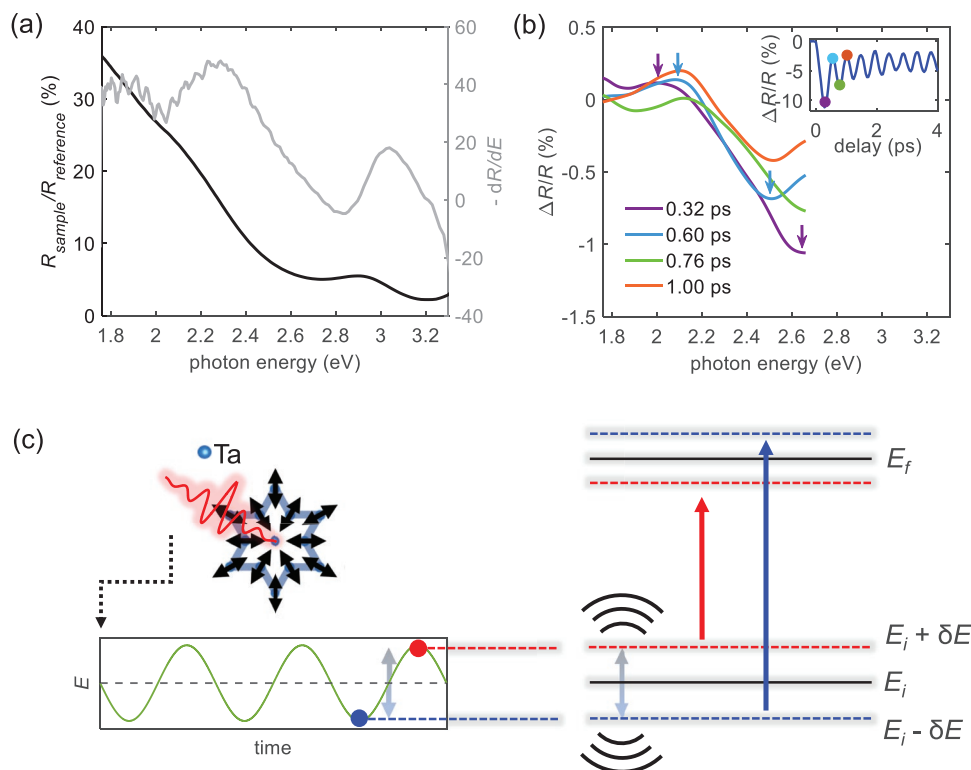 (a)
40
30
20
10
0
R_sample/R_reference (%)
60
40
20
0
-20
-40
- dR/dE
1.8 2 2.2 2.4 2.6 2.8 3 3.2
photon energy (eV)
(b)
0.5
0
-0.5
-1
-1.5
ΔR/R (%)
0.32 ps
0.60 ps
0.76 ps
1.00 ps
1.8 2 2.2 2.4 2.6 2.8 3 3.2
photon energy (eV)
0
-5
-10
ΔR/R (%)
0 2 4
delay (ps)
(c)
Ta
E
time
E_f
E_i + δE
E_i
E_i - δE